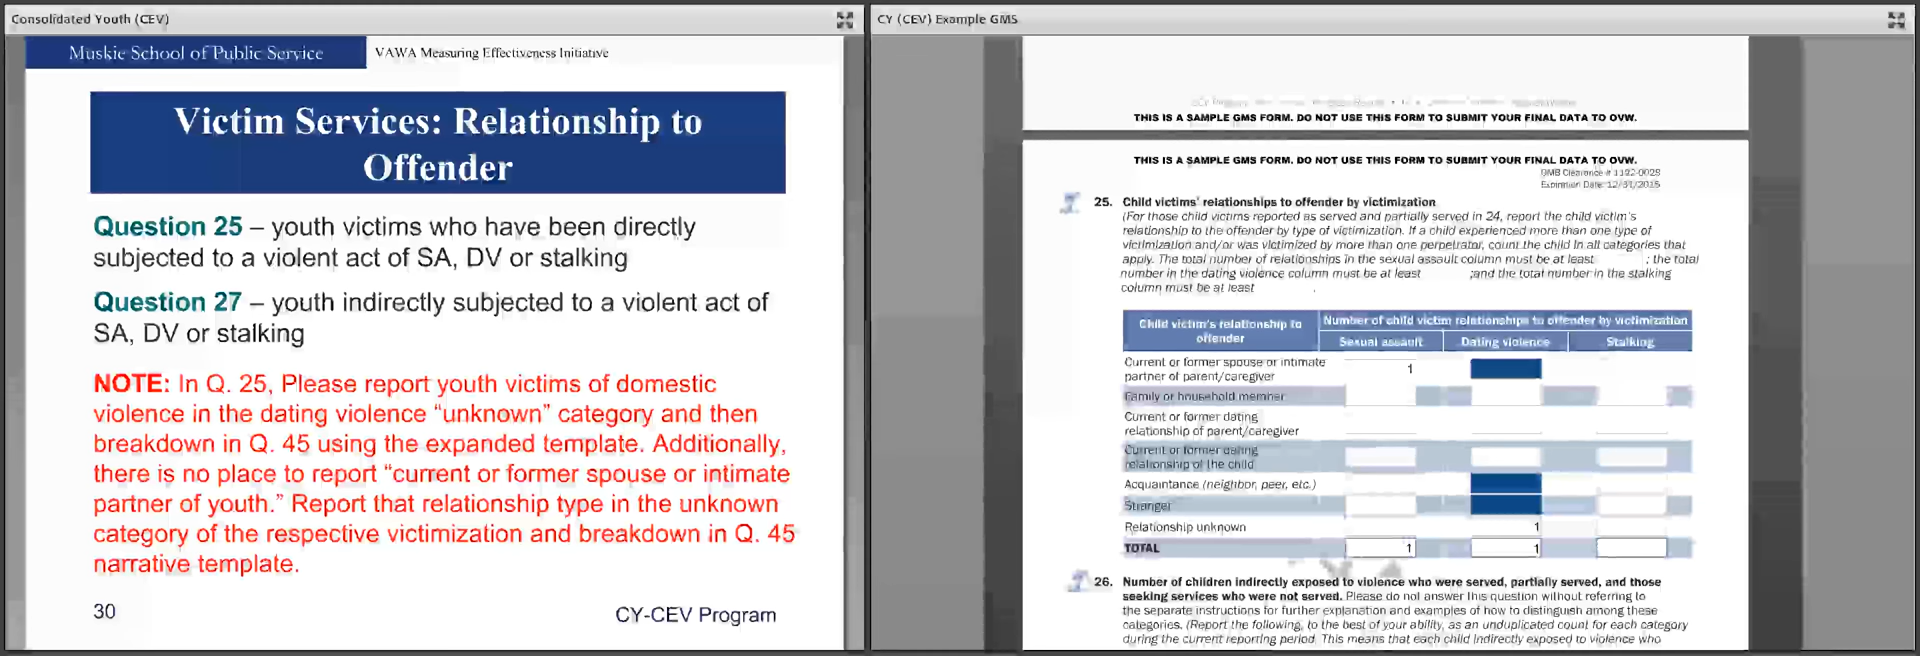 Consolidated Youth (CEV)
Muskie School of Public Service
VAWA Measuring Effectiveness Initiative
Victim Services: Relationship to
Offender
Question 25 – youth victims who have been directly
subjected to a violent act of SA, DV or stalking
Question 27 – youth indirectly subjected to a violent act of
SA, DV or stalking
NOTE: In Q. 25, Please report youth victims of domestic
violence in the dating violence “unknown” category and then
breakdown in Q. 45 using the expanded template. Additionally,
there is no place to report “current or former spouse or intimate
partner of youth.” Report that relationship type in the unknown
category of the respective victimization and breakdown in Q. 45
narrative template.
30
CY-CEV Program
CY (CEV) Example GMS
THIS IS A SAMPLE GMS FORM. DO NOT USE THIS FORM TO SUBMIT YOUR FINAL DATA TO OVW.
THIS IS A SAMPLE GMS FORM. DO NOT USE THIS FORM TO SUBMIT YOUR FINAL DATA TO OVW.
OMB Clearance # 1122-0028
Expiration Date: 12/31/2015
25. Child victims' relationships to offender by victimization
(For those child victims reported as served and partially served in 24, report the child victim's
relationship to the offender by type of victimization. If a child experienced more than one type of
victimization and/or was victimized by more than one perpetrator, count the child in all categories that
apply. The total number of relationships in the sexual assault column must be at least ; the total
number in the dating violence column must be at least ;and the total number in the stalking
column must be at least .
Child victim's relationship to
offender
Number of child victim relationships to offender by victimization
Sexual assault Dating violence Stalking
Current or former spouse or intimate
partner of parent/caregiver 1
Family or household member
Current or former dating
relationship of parent/caregiver
Current or former dating
relationship of the child
Acquaintance (neighbor, peer, etc.)
Stranger
Relationship unknown 1
TOTAL 1 1
26. Number of children indirectly exposed to violence who were served, partially served, and those
seeking services who were not served. Please do not answer this question without referring to
the separate instructions for further explanation and examples of how to distinguish among these
categories. (Report the following, to the best of your ability, as an unduplicated count for each category
during the current reporting period. This means that each child indirectly exposed to violence who